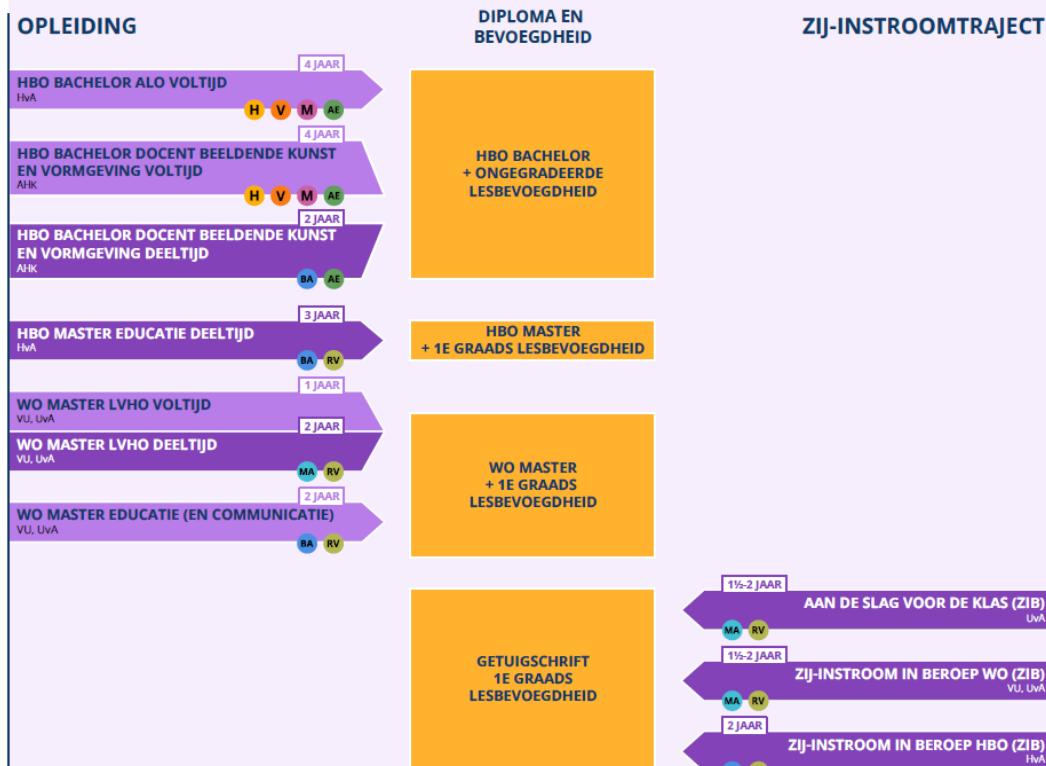 OPLEIDING
DIPLOMA EN
BEVOEGDHEID
ZIJ-INSTROOMTRAJECT
4 JAAR
HBO BACHELOR ALO VOLTIJD
HvA
H V M AE
4 JAAR
HBO BACHELOR DOCENT BEELDENDE KUNST
EN VORMGEVING VOLTIJD
AHK
H V M AE
2 JAAR
HBO BACHELOR DOCENT BEELDENDE KUNST
EN VORMGEVING DEELTIJD
AHK
BA AE
HBO BACHELOR
+ ONGEGRADEERDE
LESBEVOEGDHEID
3 JAAR
HBO MASTER EDUCATIE DEELTIJD
HvA
BA RV
HBO MASTER
+ 1E GRAADS LESBEVOEGDHEID
1 JAAR
WO MASTER LVHO VOLTIJD
VU, UvA
2 JAAR
WO MASTER LVHO DEELTIJD
VU, UvA
MA RV
2 JAAR
WO MASTER EDUCATIE (EN COMMUNICATIE)
VU, UvA
BA RV
WO MASTER
+ 1E GRAADS
LESBEVOEGDHEID
GETUIGSCHRIFT
1E GRAADS
LESBEVOEGDHEID
1½-2 JAAR
AAN DE SLAG VOOR DE KLAS (ZIB)
UvA
MA RV
1½-2 JAAR
ZIJ-INSTROOM IN BEROEP WO (ZIB)
VU, UvA
MA RV
2 JAAR
ZIJ-INSTROOM IN BEROEP HBO (ZIB)
HvA